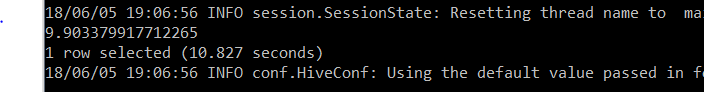 18/06/05 19:06:56 INFO session.SessionState: Resetting thread name to
9.903379917712265
1 row selected (10.827 seconds)
18/06/05 19:06:56 INFO conf.HiveConf: Using the default value passed in